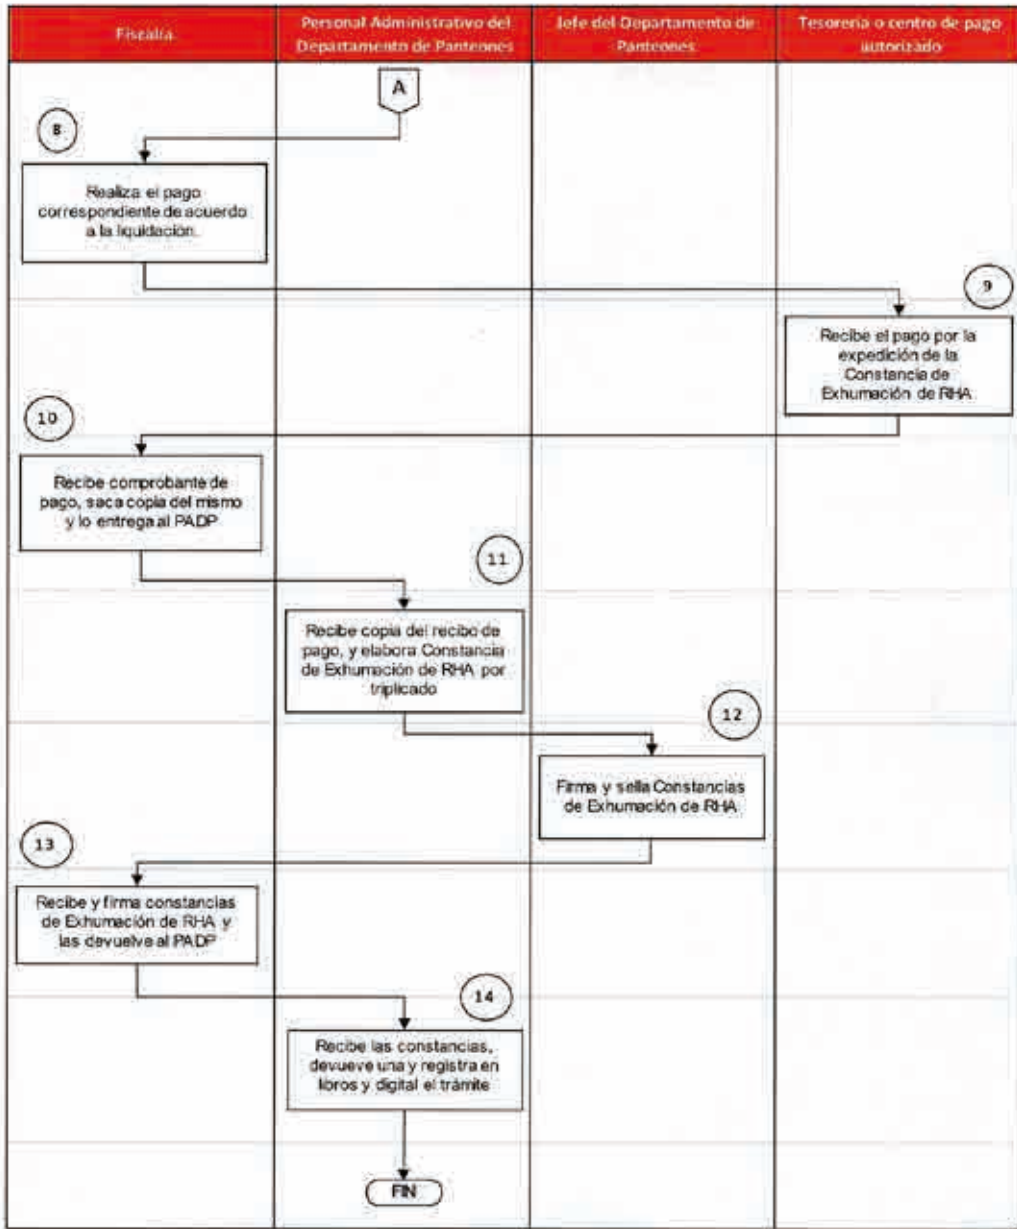 Fiscalía
Personal Administrativo del
Departamento de Panteones
Jefe del Departamento de
Panteones
Tesorería o centro de pago
autorizado
A
8
Realiza el pago
correspondiente de acuerdo
a la liquidación.
9
Recibe el pago por la
expedición de la
Constancia de
Exhumación de RHA
10
Recibe comprobante de
pago, saca copia del mismo
y lo entrega al PADP
11
Recibe copia del recibo de
pago, y elabora Constancia
de Exhumación de RHA por
triplicado
12
Firma y sella Constancias
de Exhumación de RHA
13
Recibe y firma constancias
de Exhumación de RHA y
las devuelve al PADP
14
Recibe las constancias,
devueve una y registra en
libros y digital el trámite
FIN